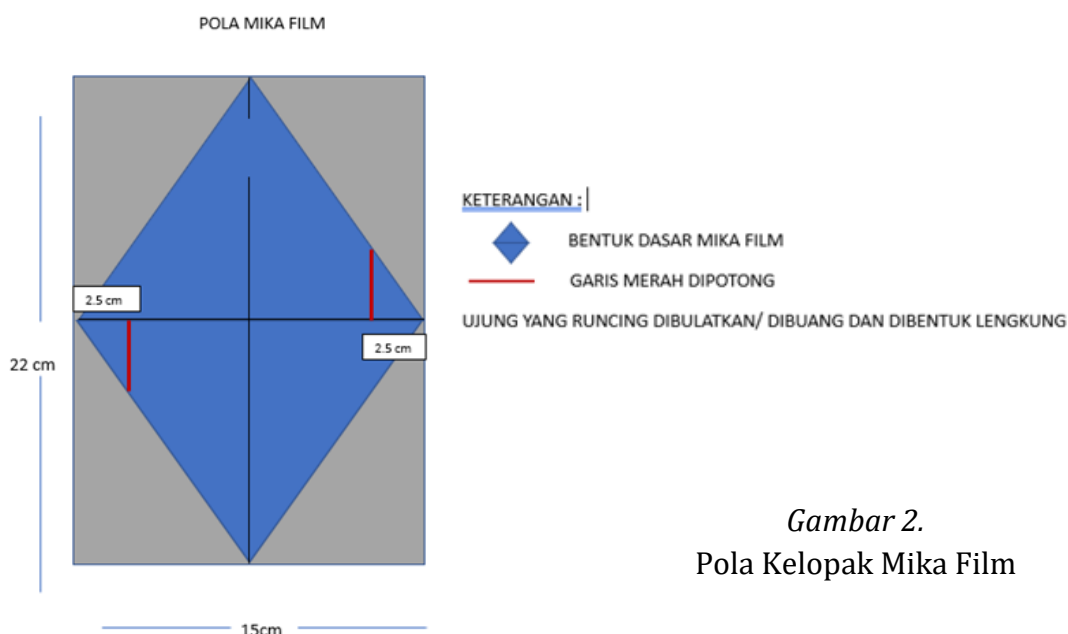 POLA MIKA FILM
KETERANGAN :
BENTUK DASAR MIKA FILM
GARIS MERAH DIPOTONG
UJUNG YANG RUNCING DIBULATKAN/ DIBUANG DAN DIBENTUK LENGKUNG
2.5 cm
2.5 cm
22 cm
15cm
Gambar 2.
Pola Kelopak Mika Film